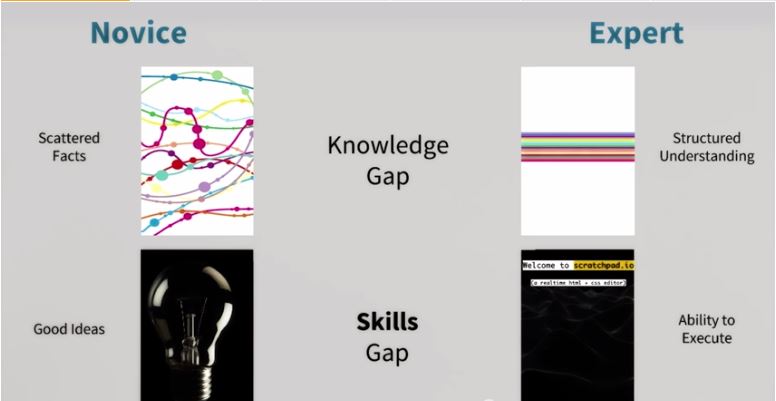 Novice
Expert
Scattered
Facts
Knowledge
Gap
Structured
Understanding
Good Ideas
Skills
Gap
Welcome to scratchpad.io
(a realtime html + css editor)
Ability to
Execute